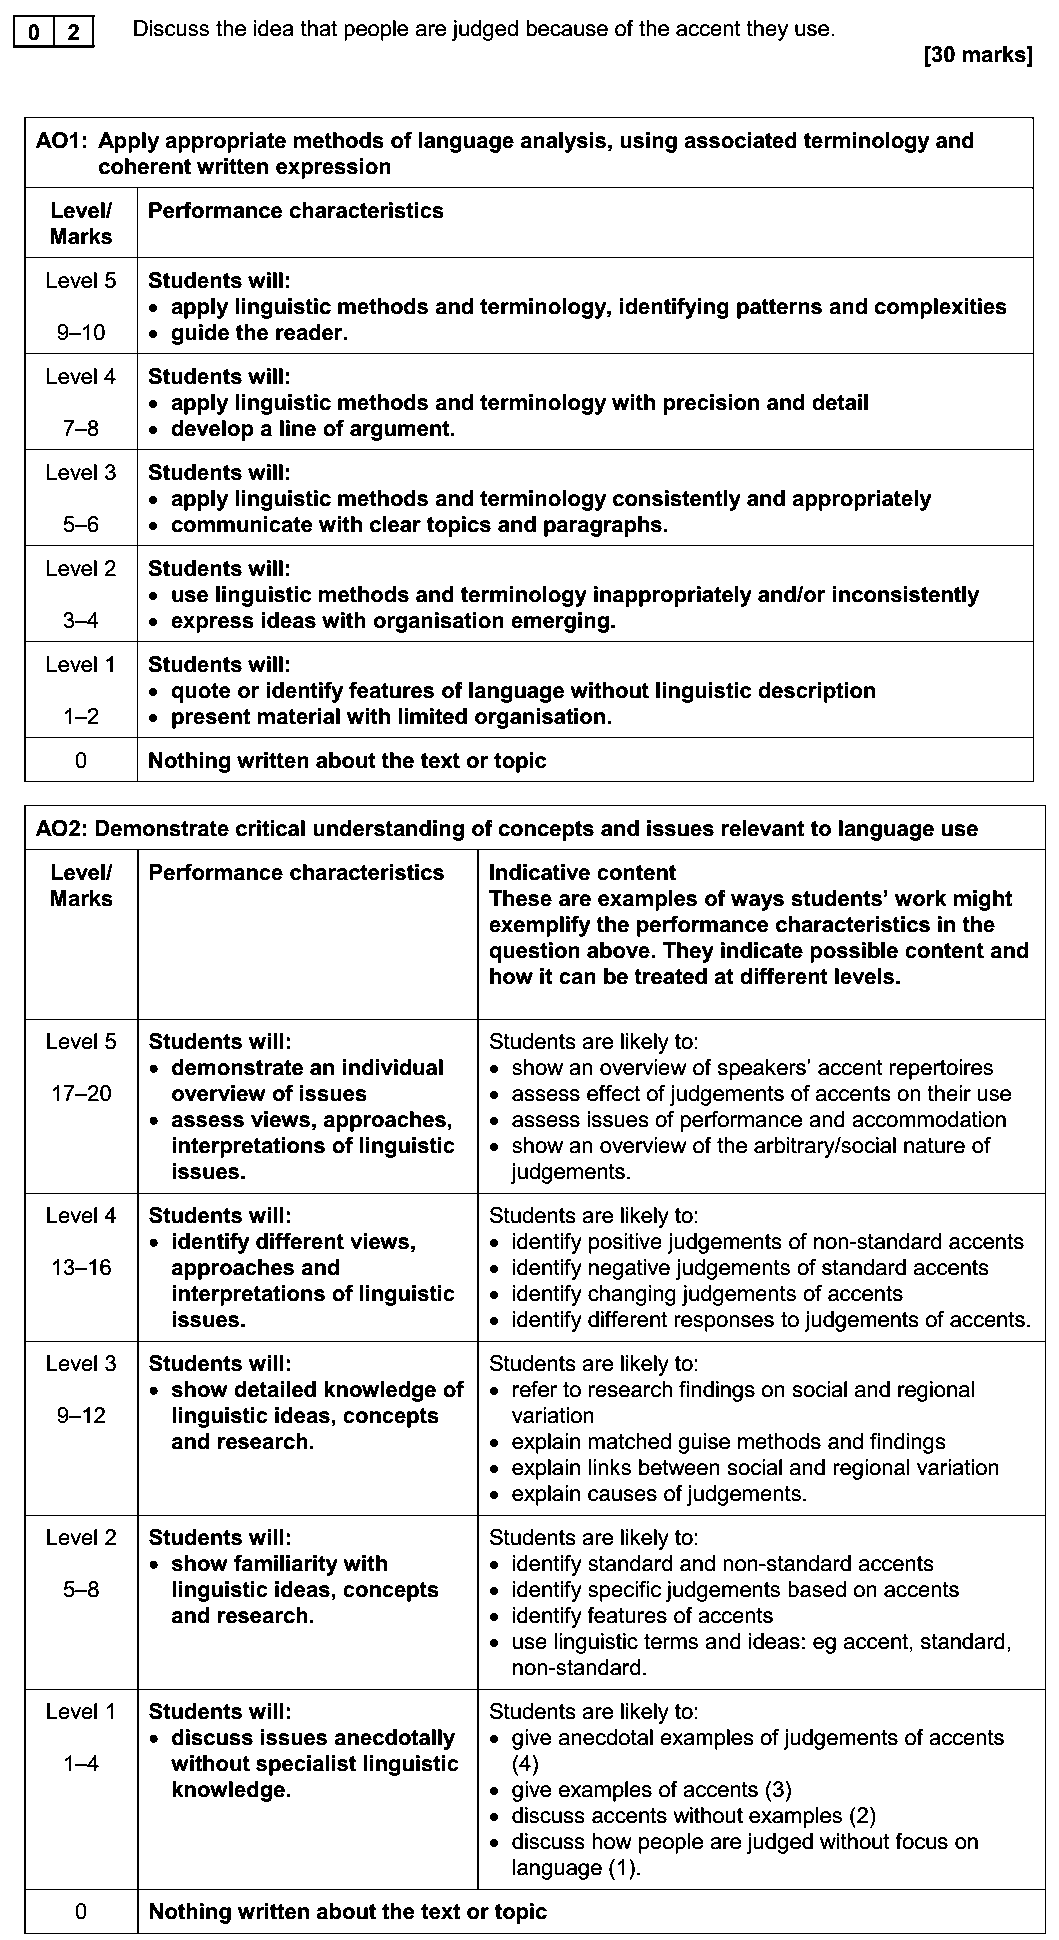 0 2 Discuss the idea that people are judged because of the accent they use.
[30 marks]
AO1: Apply appropriate methods of language analysis, using associated terminology and
coherent written expression
Level/ Performance characteristics
Marks
Level 5 Students will:
• apply linguistic methods and terminology, identifying patterns and complexities
9–10 • guide the reader.
Level 4 Students will:
• apply linguistic methods and terminology with precision and detail
7–8 • develop a line of argument.
Level 3 Students will:
• apply linguistic methods and terminology consistently and appropriately
5–6 • communicate with clear topics and paragraphs.
Level 2 Students will:
• use linguistic methods and terminology inappropriately and/or inconsistently
3–4 • express ideas with organisation emerging.
Level 1 Students will:
• quote or identify features of language without linguistic description
1–2 • present material with limited organisation.
0 Nothing written about the text or topic
AO2: Demonstrate critical understanding of concepts and issues relevant to language use
Level/
Marks
Performance characteristics
Indicative content
These are examples of ways students' work might
exemplify the performance characteristics in the
question above. They indicate possible content and
how it can be treated at different levels.
Level 5
17–20
Students will:
• demonstrate an individual
overview of issues
• assess views, approaches,
interpretations of linguistic
issues.
Students are likely to:
• show an overview of speakers' accent repertoires
• assess effect of judgements of accents on their use
• assess issues of performance and accommodation
• show an overview of the arbitrary/social nature of
judgements.
Level 4
13–16
Students will:
• identify different views,
approaches and
interpretations of linguistic
issues.
Students are likely to:
• identify positive judgements of non-standard accents
• identify negative judgements of standard accents
• identify changing judgements of accents
• identify different responses to judgements of accents.
Level 3
9–12
Students will:
• show detailed knowledge of
linguistic ideas, concepts
and research.
Students are likely to:
• refer to research findings on social and regional
variation
• explain matched guise methods and findings
• explain links between social and regional variation
• explain causes of judgements.
Level 2
5–8
Students will:
• show familiarity with
linguistic ideas, concepts
and research.
Students are likely to:
• identify standard and non-standard accents
• identify specific judgements based on accents
• identify features of accents
• use linguistic terms and ideas: eg accent, standard,
non-standard.
Level 1
1–4
Students will:
• discuss issues anecdotally
without specialist linguistic
knowledge.
Students are likely to:
• give anecdotal examples of judgements of accents
(4)
• give examples of accents (3)
• discuss accents without examples (2)
• discuss how people are judged without focus on
language (1).
0 Nothing written about the text or topic